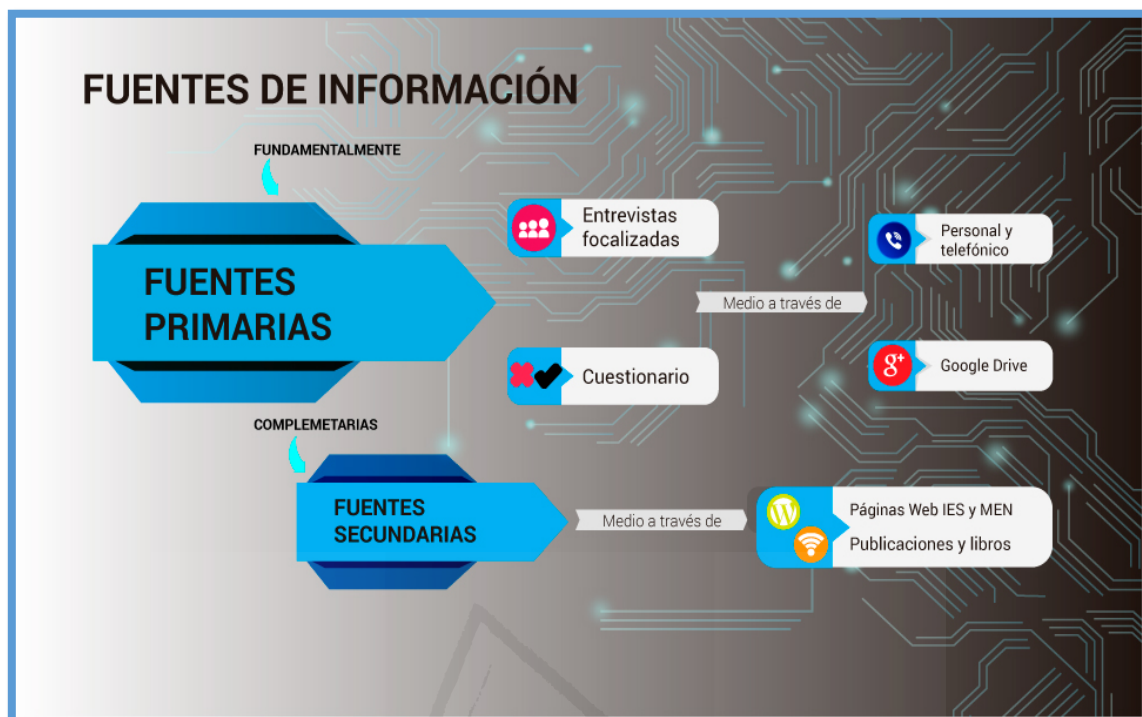 FUENTES DE INFORMACIÓN
FUNDAMENTALMENTE
FUENTES
PRIMARIAS
Entrevistas
focalizadas
Cuestionario
Medio a través de
Personal y
telefónico
g+
Google Drive
COMPLEMETARIAS
FUENTES
SECUNDARIAS
Medio a través de
Páginas Web IES y MEN
Publicaciones y libros